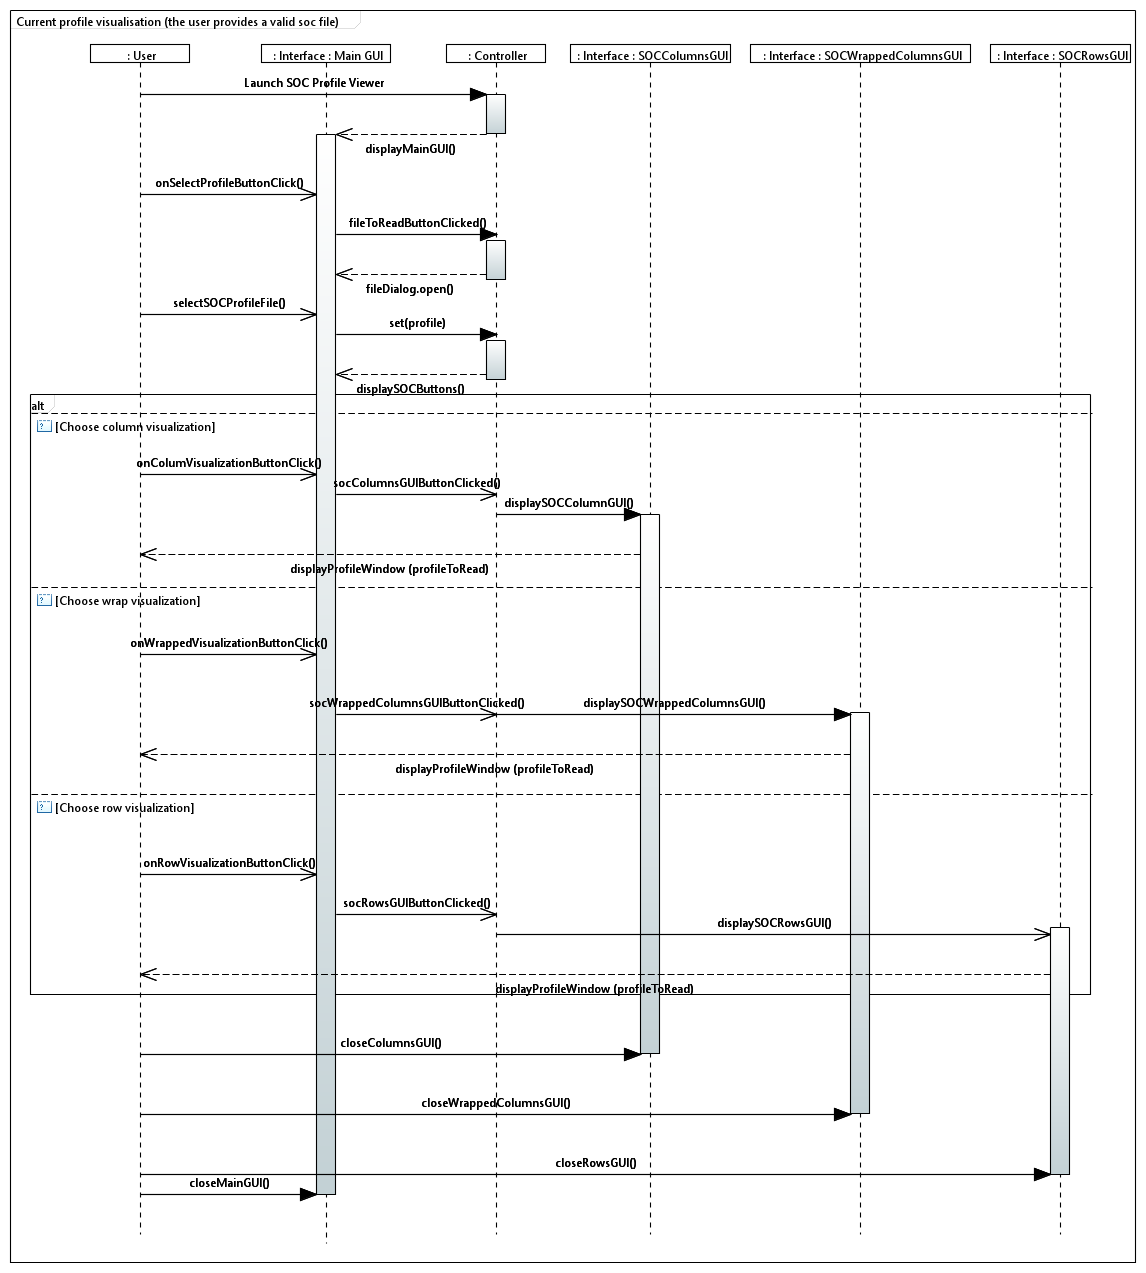 Current profile visualisation (the user provides a valid soc file)
: User
: Interface : Main GUI
: Controller
: Interface : SOCColumnsGUI
: Interface : SOCWrappedColumnsGUI
: Interface : SOCRowsGUI
Launch SOC Profile Viewer
displayMainGUI()
onSelectProfileButtonClick()
fileToReadButtonClicked()
fileDialog.open()
selectSOCProfileFile()
set(profile)
displaySOCButtons()
alt
[Choose column visualization]
onColumVisualizationButtonClick()
socColumnsGUIButtonClicked()
displaySOCColumnGUI()
displayProfileWindow (profileToRead)
[Choose wrap visualization]
onWrappedVisualizationButtonClick()
socWrappedColumnsGUIButtonClicked()
displaySOCWrappedColumnsGUI()
displayProfileWindow (profileToRead)
[Choose row visualization]
onRowVisualizationButtonClick()
socRowsGUIButtonClicked()
displaySOCRowsGUI()
displayProfileWindow (profileToRead)
closeColumnsGUI()
closeWrappedColumnsGUI()
closeRowsGUI()
closeMainGUI()